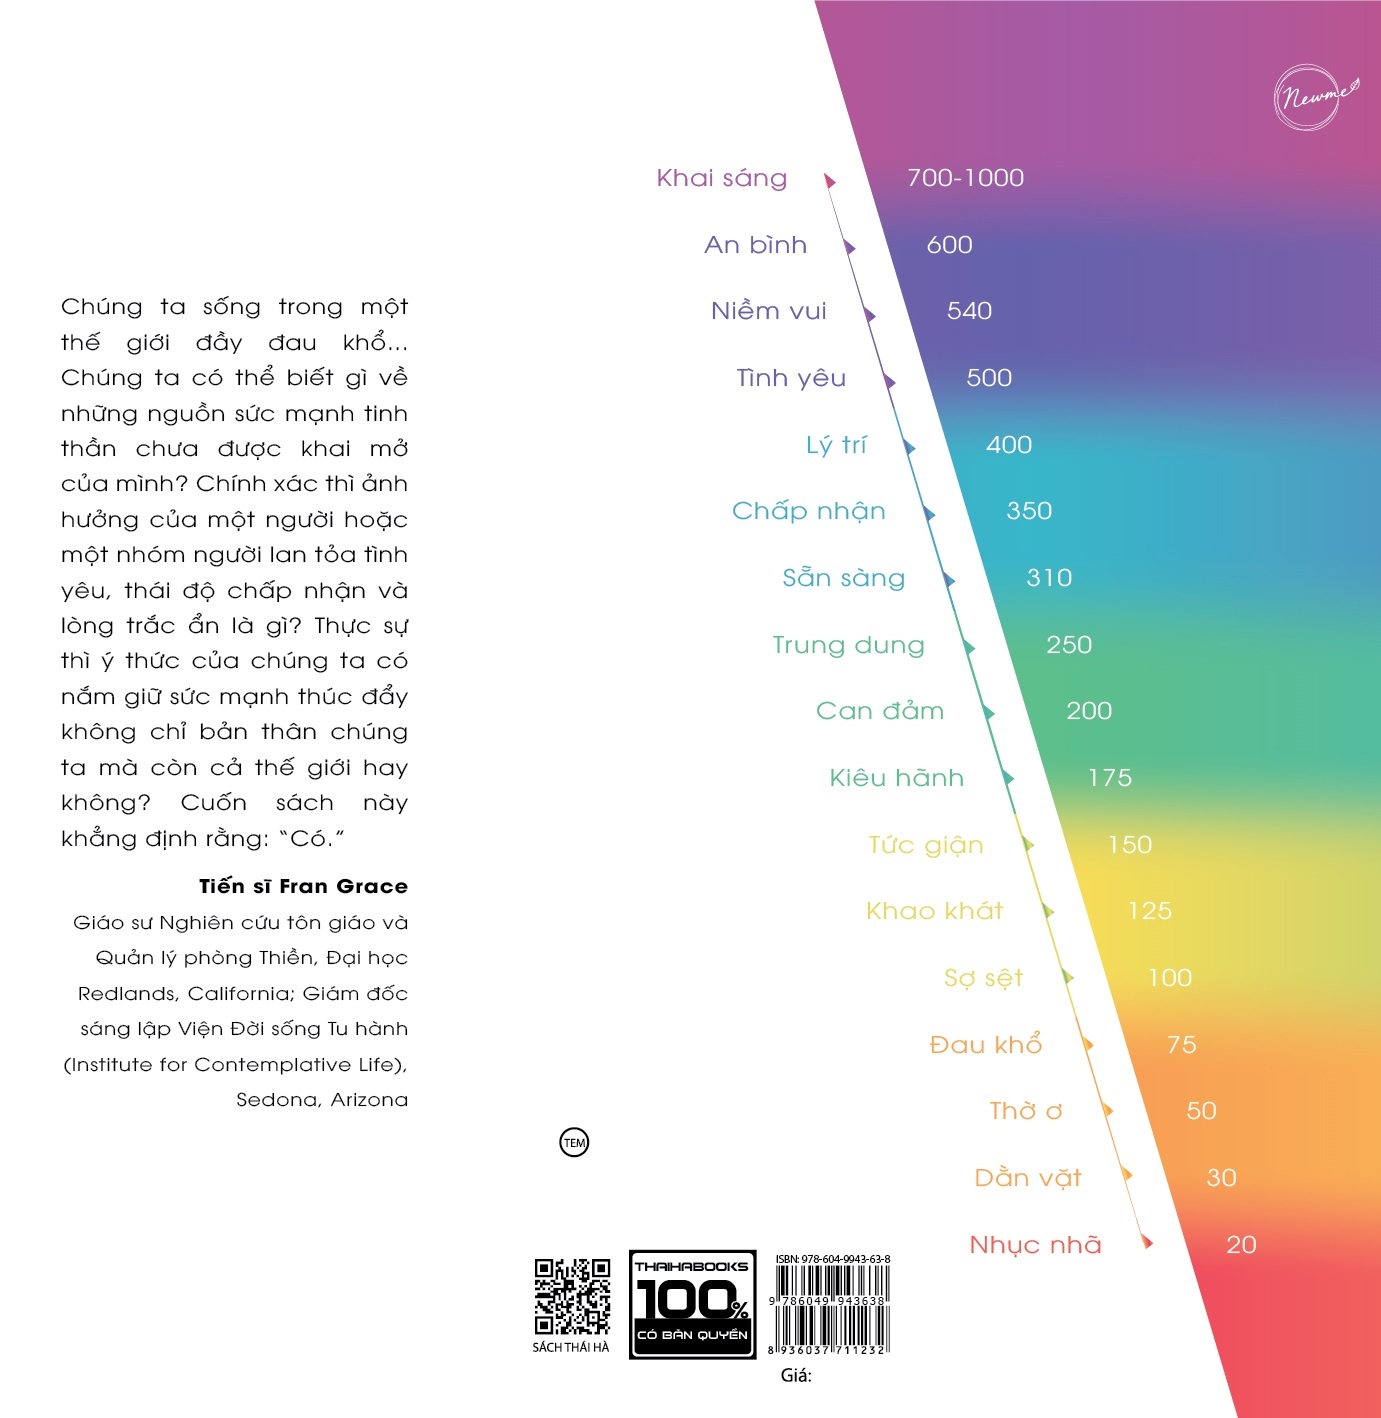 Newme
Khai sáng 700-1000
An bình 600
Niềm vui 540
Tình yêu 500
Lý trí 400
Chấp nhận 350
Sẵn sàng 310
Trung dung 250
Can đảm 200
Kiêu hãnh 175
Tức giận 150
Khao khát 125
Sợ sệt 100
Đau khổ 75
Thờ ơ 50
Dằn vặt 30
Nhục nhã 20
Chúng ta sống trong một
thế giới đầy đau khổ...
Chúng ta có thể biết gì về
những nguồn sức mạnh tinh
thần chưa được khai mở
của mình? Chính xác thì ảnh
hưởng của một người hoặc
một nhóm người lan tỏa tình
yêu, thái độ chấp nhận và
lòng trắc ẩn là gì? Thực sự
thì ý thức của chúng ta có
nắm giữ sức mạnh thúc đẩy
không chỉ bản thân chúng
ta mà còn cả thế giới hay
không? Cuốn sách này
khẳng định rằng: “Có.”
Tiến sĩ Fran Grace
Giáo sư Nghiên cứu tôn giáo và
Quản lý phòng Thiền, Đại học
Redlands, California; Giám đốc
sáng lập Viện Đời sống Tu hành
(Institute for Contemplative Life),
Sedona, Arizona
TEM
SÁCH THÁI HÀ
THAIHABOOKS
100%
CÓ BẢN QUYỀN
ISBN: 978-604-9943-63-8
9 786049 943638
8 936037 711232
Giá: